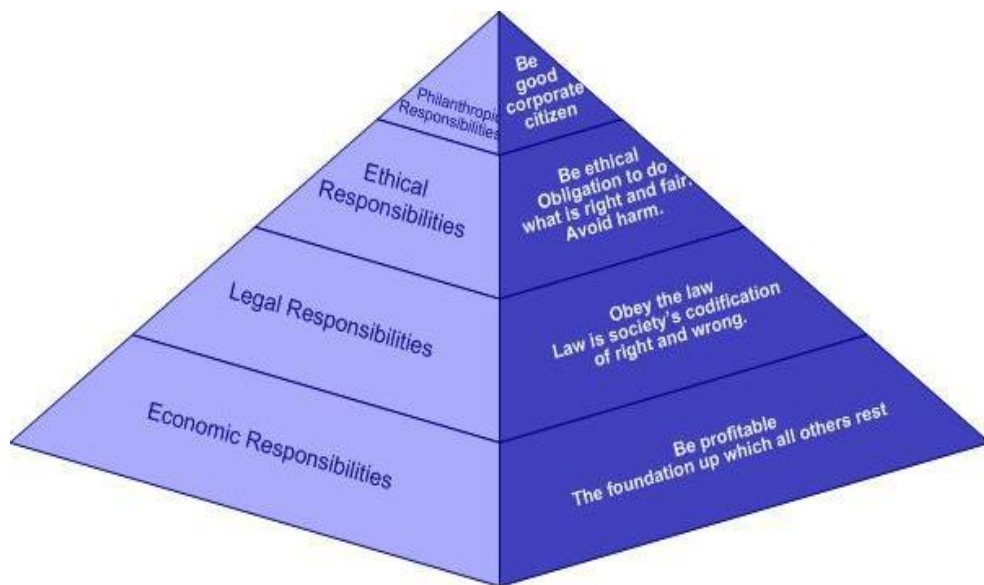 Philanthropic
Responsibilities
Be
good
corporate
citizen
Ethical
Responsibilities
Be ethical
Obligation to do
what is right and fair.
Avoid harm.
Legal Responsibilities
Obey the law
Law is society's codification
of right and wrong.
Economic Responsibilities
Be profitable
The foundation up which all others rest